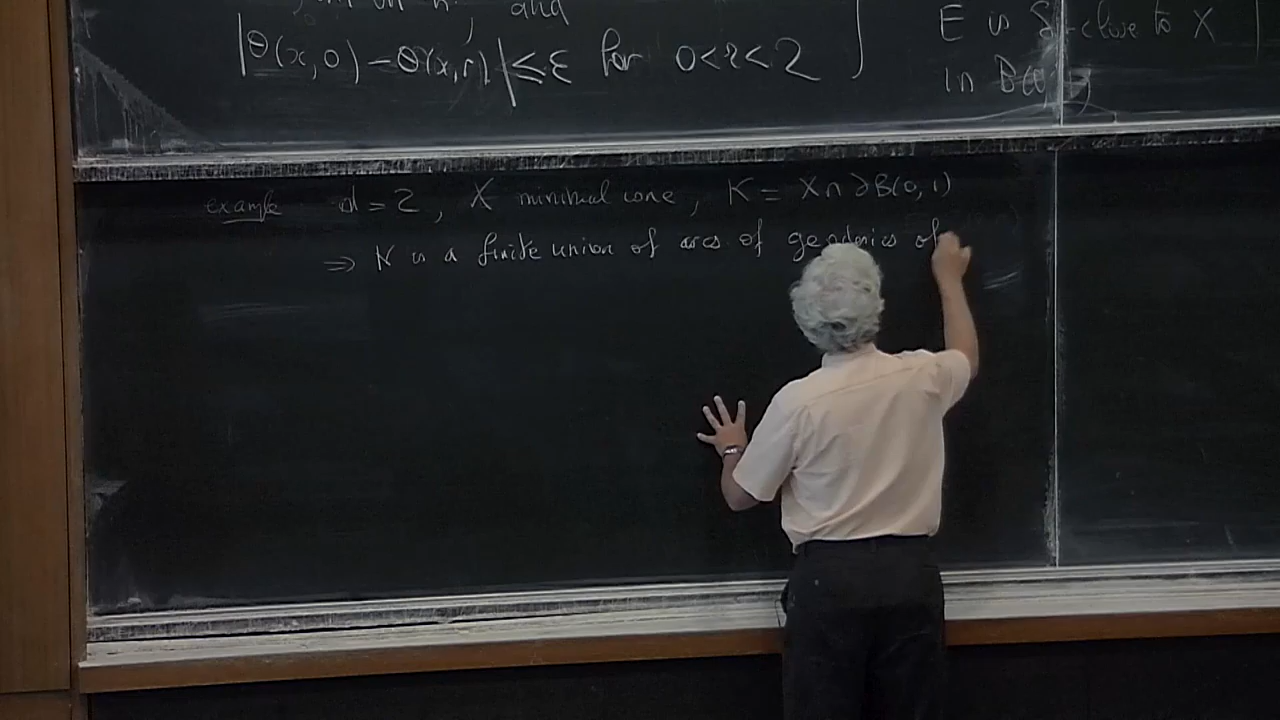 and
|Θ(x,0) - Θ(x,r)| ≤ ε for 0<r<2
E is close to X
in B(0,
example d=2, X minimal cone, K = X∩∂B(0,1)
⇒ K is a finite union of arcs of geodesics of